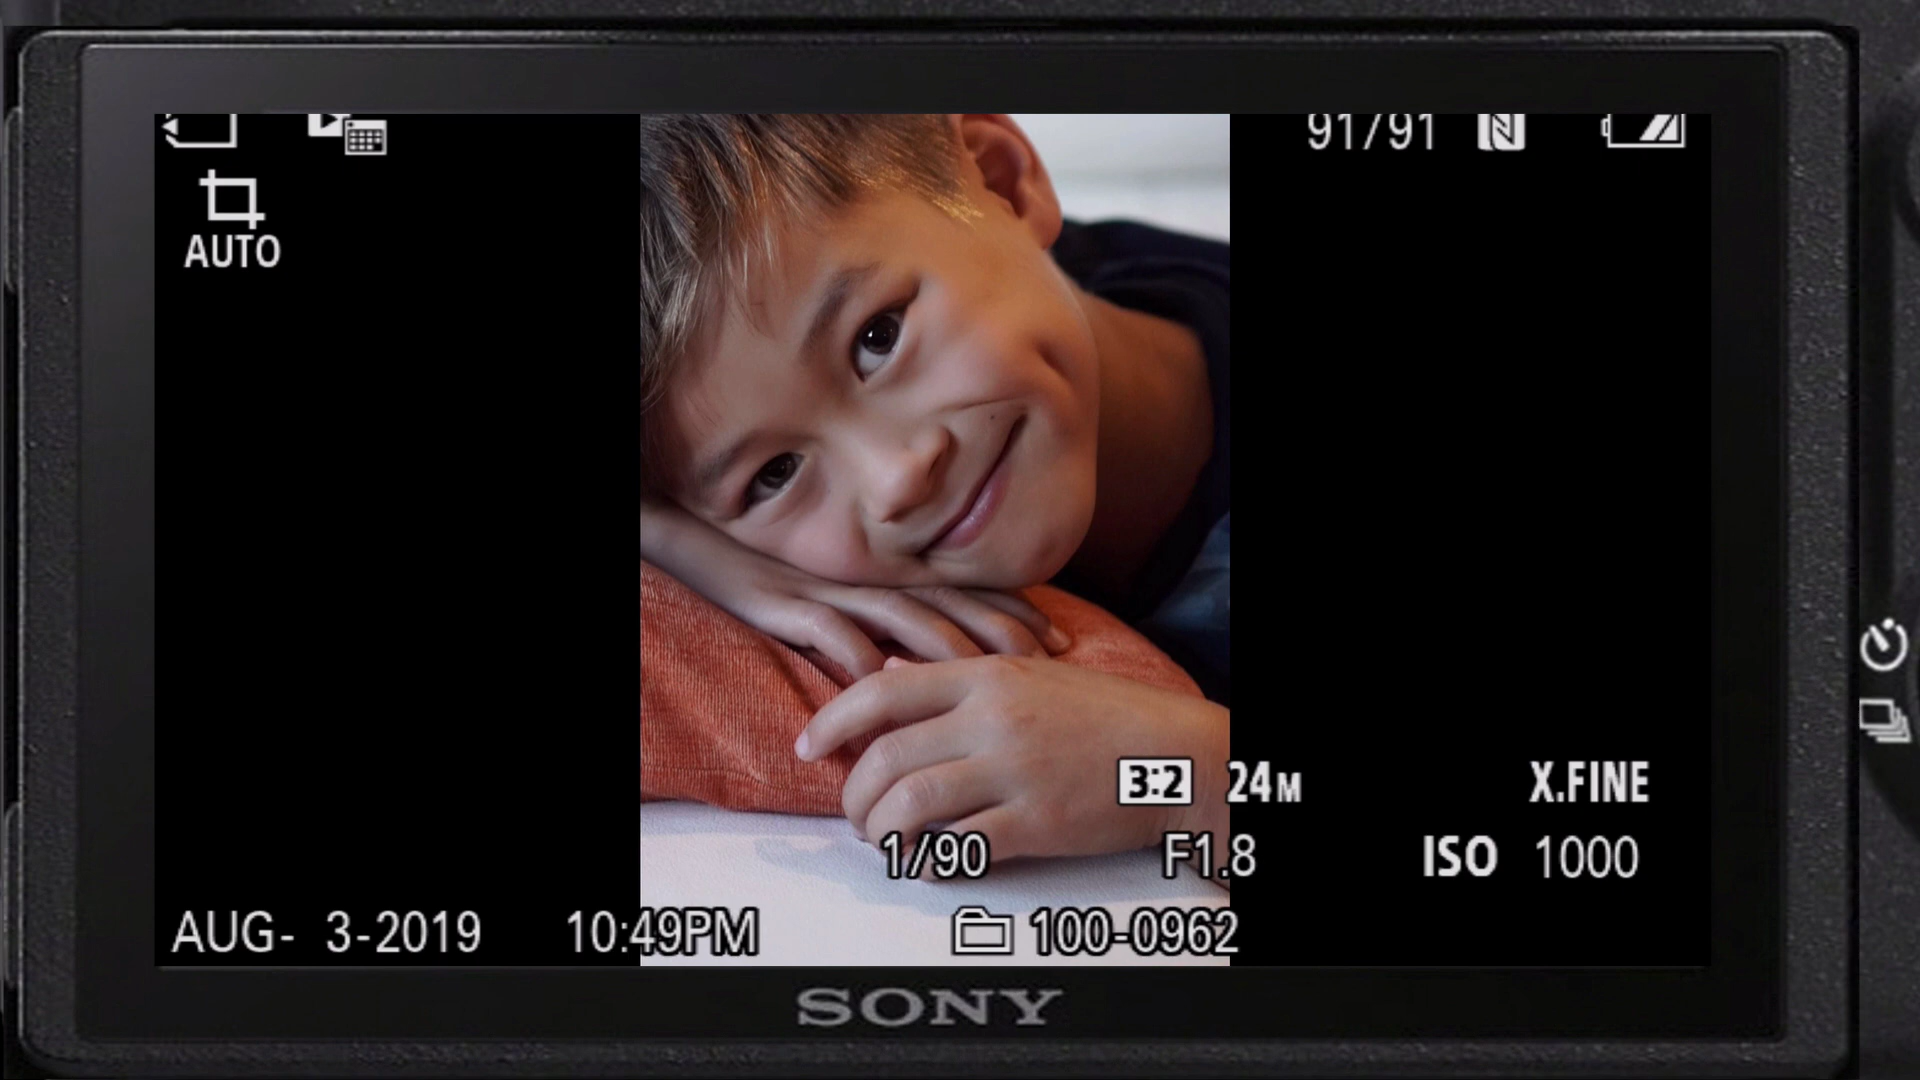 91/91
AUTO
3:2 24M X.FINE
1/90 F1.8 ISO 1000
AUG- 3-2019 10:49PM 100-0962
SONY